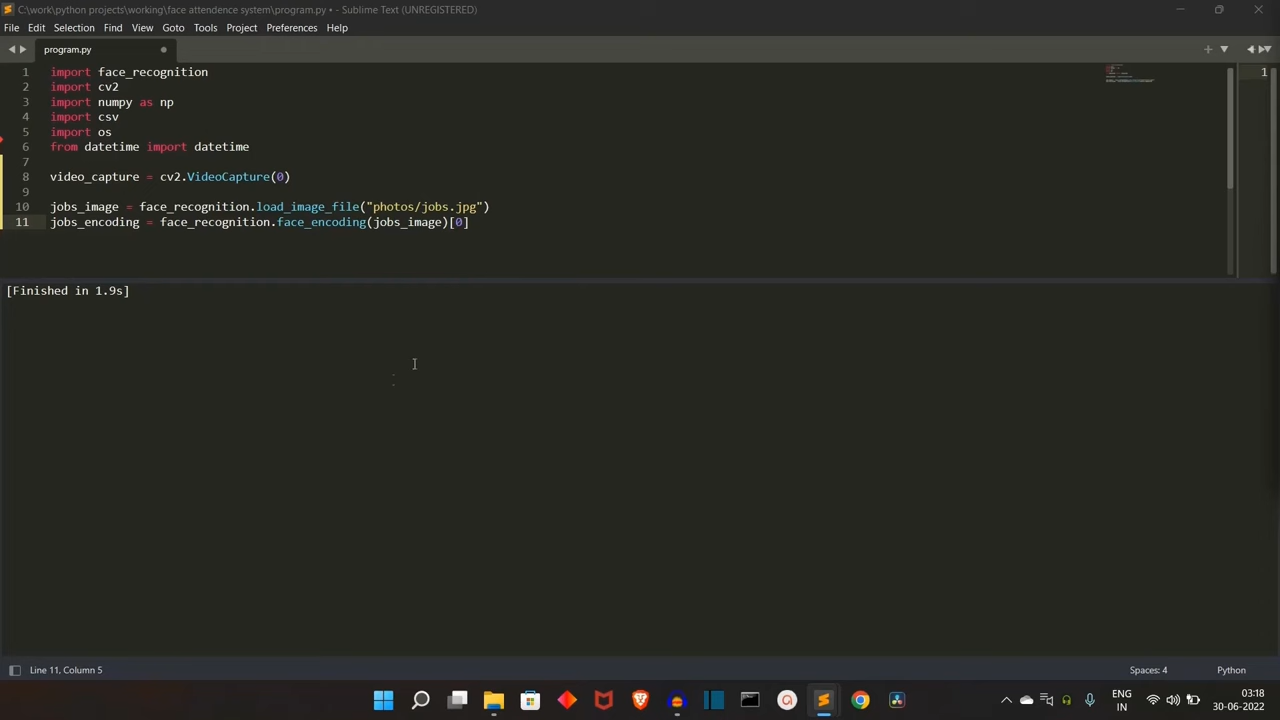 C:\work\python projects\working\face attendence system\program.py • - Sublime Text (UNREGISTERED)
File Edit Selection Find View Goto Tools Project Preferences Help
program.py
1 import face_recognition
2 import cv2
3 import numpy as np
4 import csv
5 import os
6 from datetime import datetime
7
8 video_capture = cv2.VideoCapture(0)
9
10 jobs_image = face_recognition.load_image_file("photos/jobs.jpg")
11 jobs_encoding = face_recognition.face_encoding(jobs_image)[0]
1
[Finished in 1.9s]
Line 11, Column 5
Spaces: 4
Python
ENG
IN
03:18
30-06-2022